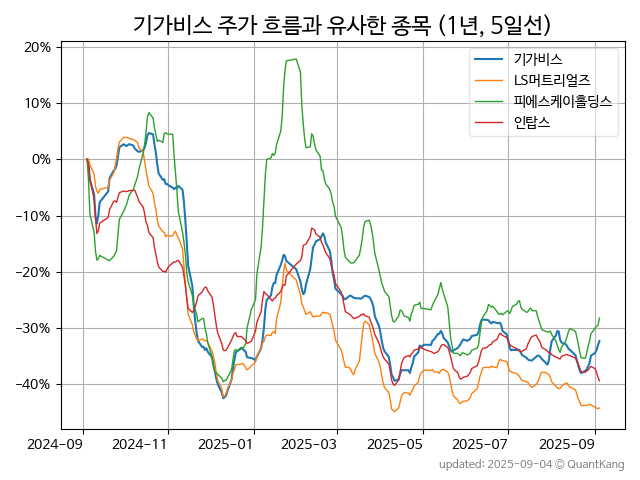 기가비스 주가 흐름과 유사한 종목 (1년, 5일선)
기가비스
LS머트리얼즈
피에스케이홀딩스
인탑스
20%
10%
0%
−10%
−20%
−30%
−40%
2024−09
2024−11
2025−01
2025−03
2025−05
2025−07
2025−09
updated: 2025-09-04 © QuantKang